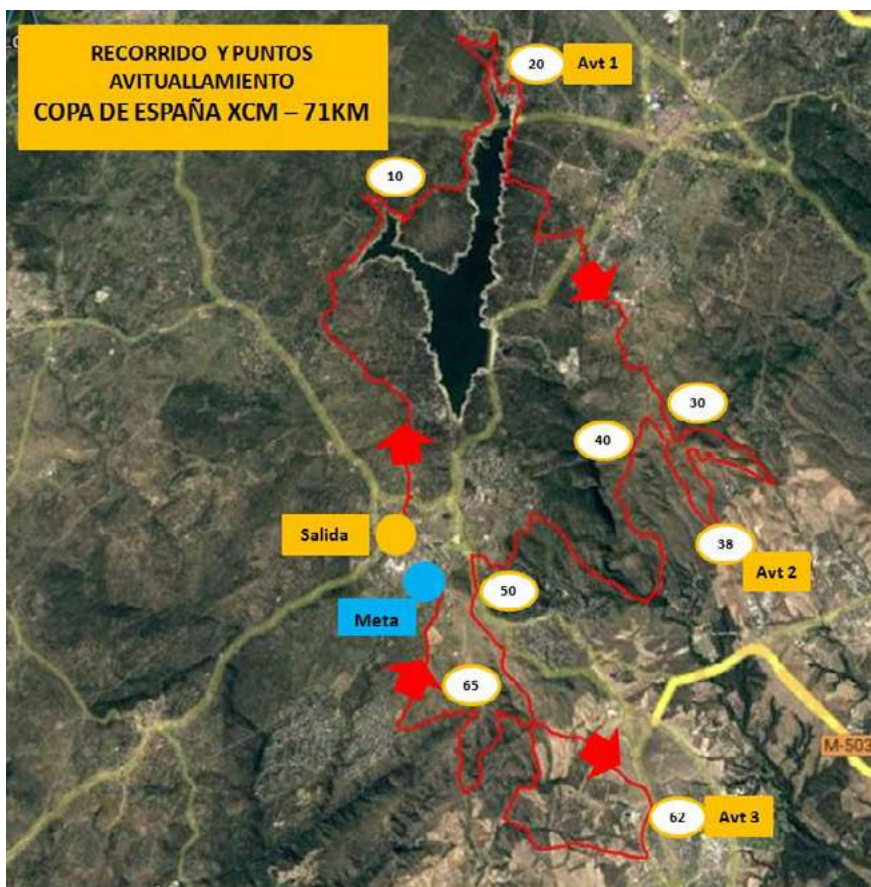 RECORRIDO Y PUNTOS
AVITUALLAMIENTO
COPA DE ESPAÑA XCM – 71KM
20
Avt 1
10
30
40
Salida
38
Avt 2
50
Meta
65
M-503
62
Avt 3